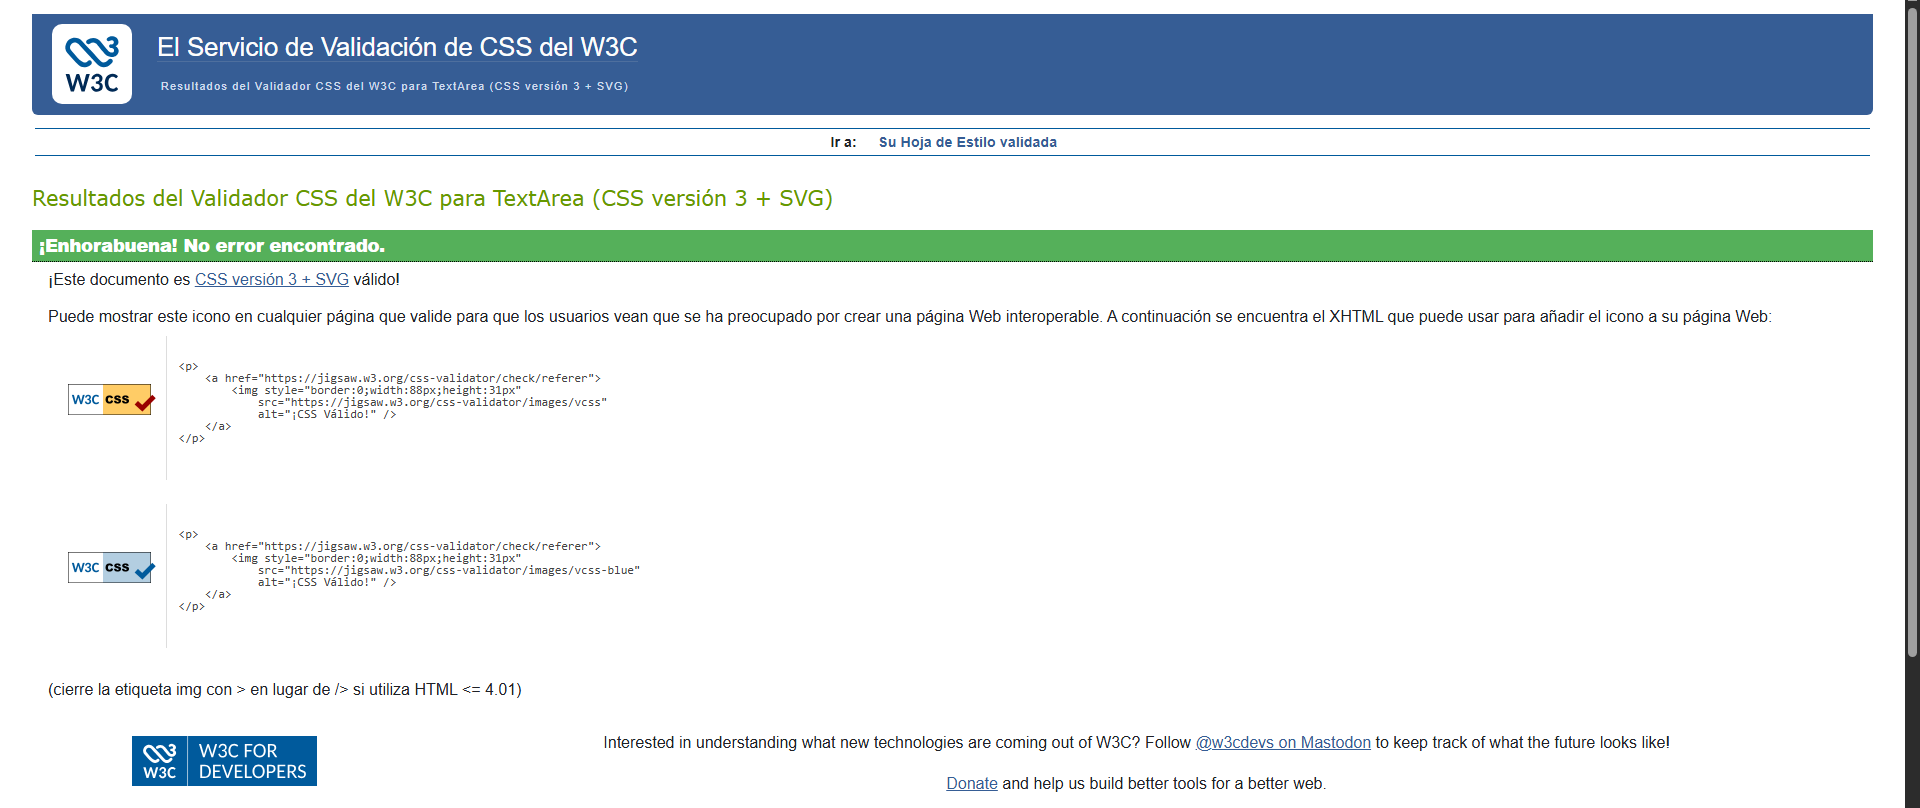 W3C
El Servicio de Validación de CSS del W3C
Resultados del Validador CSS del W3C para TextArea (CSS versión 3 + SVG)
Ir a: Su Hoja de Estilo validada
Resultados del Validador CSS del W3C para TextArea (CSS versión 3 + SVG)
¡Enhorabuena! No error encontrado.
¡Este documento es CSS versión 3 + SVG válido!
Puede mostrar este icono en cualquier página que valide para que los usuarios vean que se ha preocupado por crear una página Web interoperable. A continuación se encuentra el XHTML que puede usar para añadir el icono a su página Web:
W3C CSS
<p>
    <a href="https://jigsaw.w3.org/css-validator/check/referer">
        <img style="border:0;width:88px;height:31px"
            src="https://jigsaw.w3.org/css-validator/images/vcss"
            alt="¡CSS Válido!" />
    </a>
</p>
W3C CSS
<p>
    <a href="https://jigsaw.w3.org/css-validator/check/referer">
        <img style="border:0;width:88px;height:31px"
            src="https://jigsaw.w3.org/css-validator/images/vcss-blue"
            alt="¡CSS Válido!" />
    </a>
</p>
(cierre la etiqueta img con > en lugar de /> si utiliza HTML <= 4.01)
W3C
W3C FOR
DEVELOPERS
Interested in understanding what new technologies are coming out of W3C? Follow @w3cdevs on Mastodon to keep track of what the future looks like!
Donate and help us build better tools for a better web.